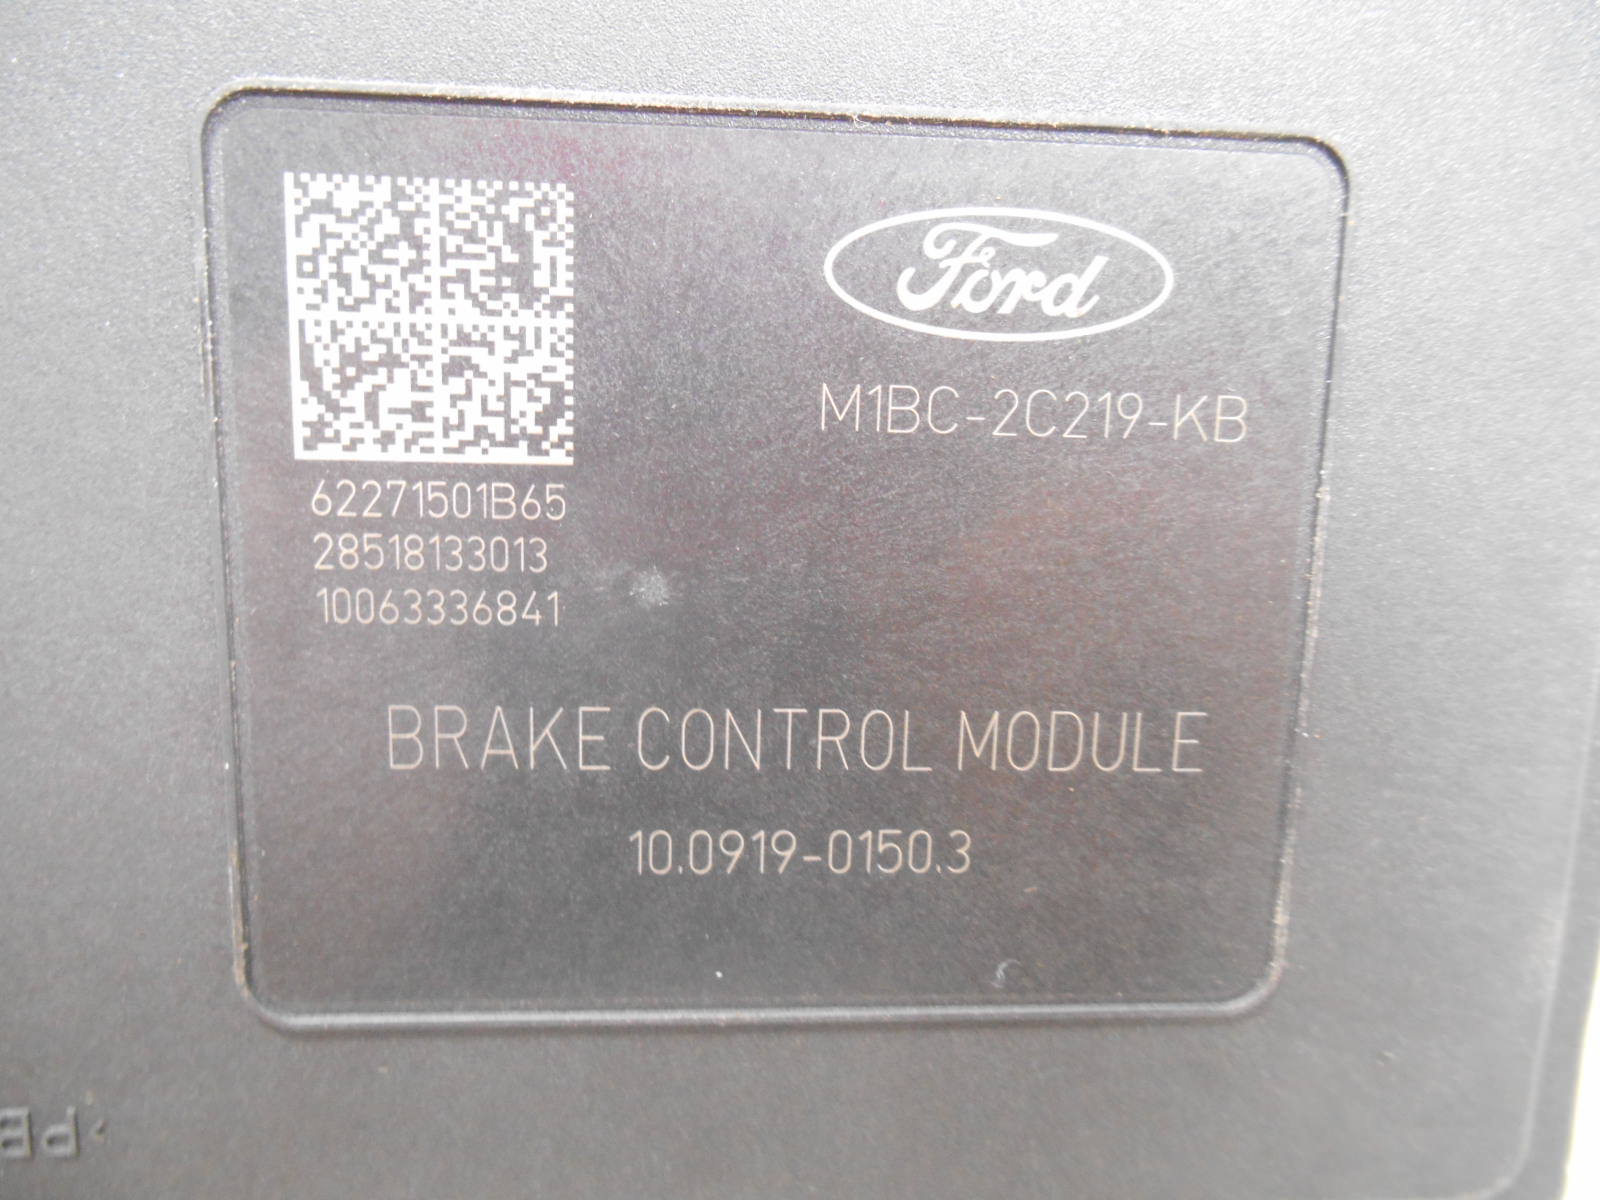 Ford
M1BC-2C219-KB
62271501B65
28518133013
10063336841
BRAKE CONTROL MODULE
10.0919-0150.3